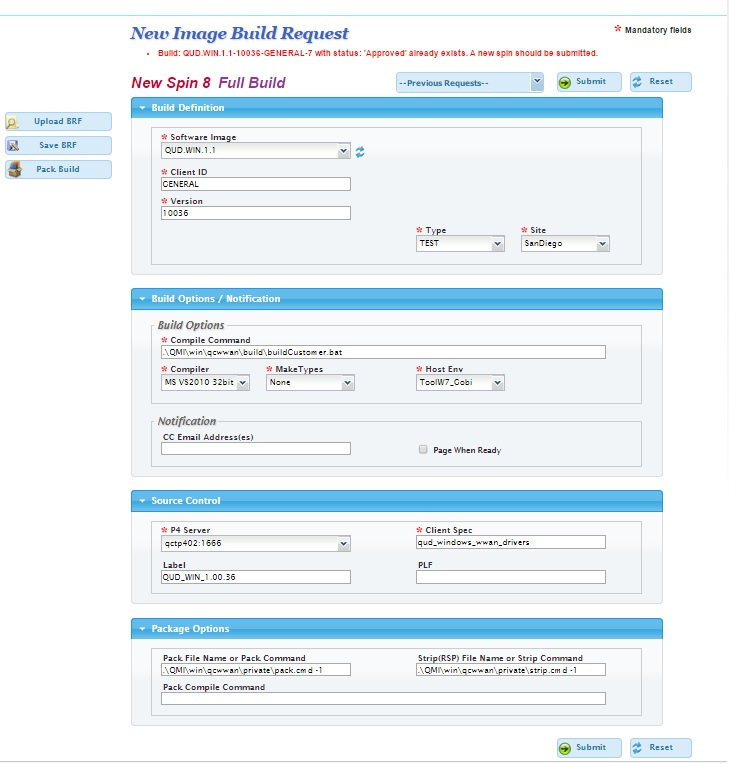 New Image Build Request
* Mandatory fields
Build: QUD.WIN.1.1-10036-GENERAL-7 with status: 'Approved' already exists. A new spin should be submitted.
New Spin 8 Full Build
--Previous Requests--
Submit
Reset
Upload BRF
Save BRF
Pack Build
Build Definition
* Software Image
QUD.WIN.1.1
* Client ID
GENERAL
* Version
10036
* Type * Site
TEST SanDiego
Build Options / Notification
Build Options
* Compile Command
.\QMI\win\qcwwan\build\buildCustomer.bat
* Compiler * MakeTypes * Host Env
MS VS2010 32bit None ToolW7_Gobi
Notification
CC Email Address(es)
Page When Ready
Source Control
* P4 Server * Client Spec
qctp402:1666 qud_windows_wwan_drivers
Label PLF
QUD_WIN_1.00.36
Package Options
Pack File Name or Pack Command Strip(RSP) File Name or Strip Command
.\QMI\win\qcwwan\private\pack.cmd -1 .\QMI\win\qcwwan\private\strip.cmd -1
Pack Compile Command
Submit
Reset